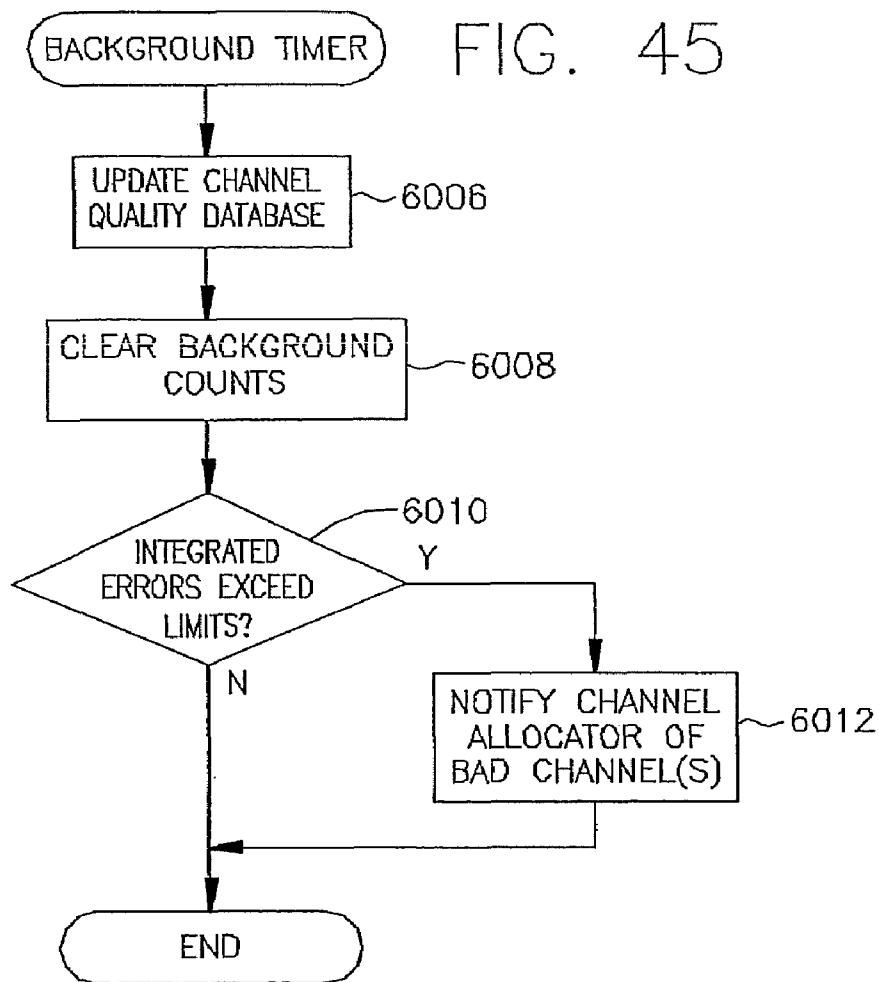 BACKGROUND TIMER
FIG. 45
UPDATE CHANNEL
QUALITY DATABASE
6006
CLEAR BACKGROUND
COUNTS
6008
6010
INTEGRATED
ERRORS EXCEED
LIMITS?
Y
N
NOTIFY CHANNEL
ALLOCATOR OF
BAD CHANNEL(S)
6012
END